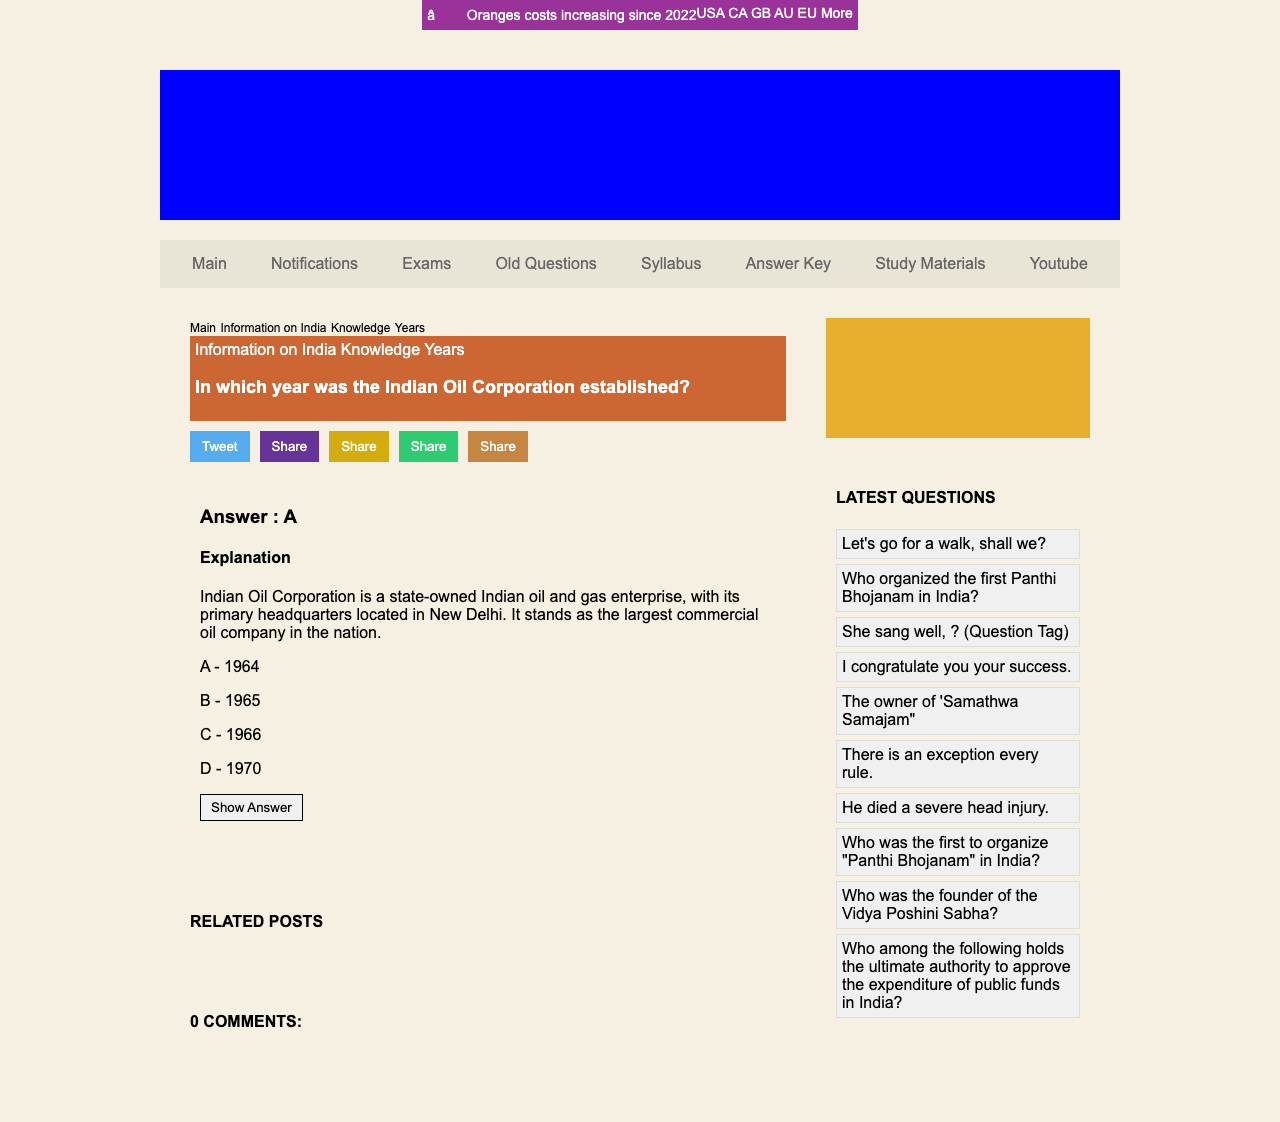 â Oranges costs increasing since 2022 USA CA GB AU EU More
Main Notifications Exams Old Questions Syllabus Answer Key Study Materials Youtube
Main Information on India Knowledge Years
Information on India Knowledge Years
In which year was the Indian Oil Corporation established?
Tweet Share Share Share Share
Answer : A
Explanation
Indian Oil Corporation is a state-owned Indian oil and gas enterprise, with its
primary headquarters located in New Delhi. It stands as the largest commercial
oil company in the nation.
A - 1964
B - 1965
C - 1966
D - 1970
Show Answer
RELATED POSTS
0 COMMENTS:
LATEST QUESTIONS
Let's go for a walk, shall we?
Who organized the first Panthi
Bhojanam in India?
She sang well, ? (Question Tag)
I congratulate you your success.
The owner of 'Samathwa
Samajam"
There is an exception every
rule.
He died a severe head injury.
Who was the first to organize
"Panthi Bhojanam" in India?
Who was the founder of the
Vidya Poshini Sabha?
Who among the following holds
the ultimate authority to approve
the expenditure of public funds
in India?